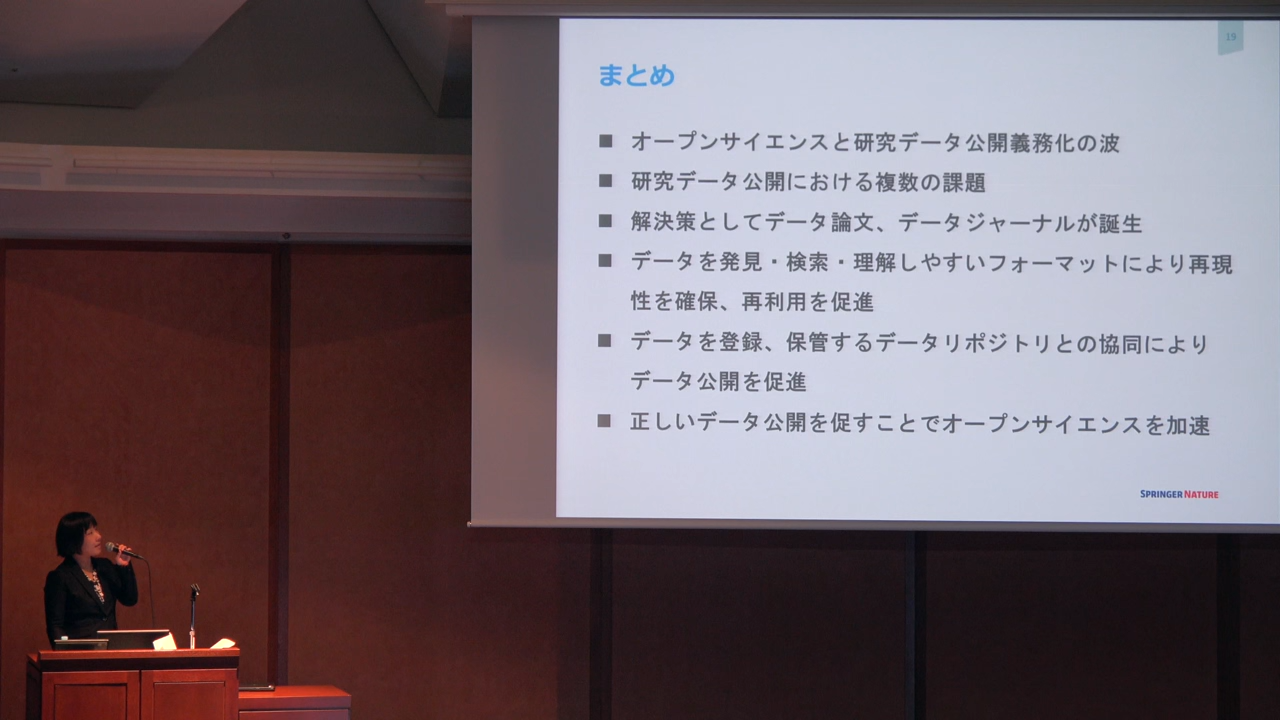 19
まとめ
■ オープンサイエンスと研究データ公開義務化の波
■ 研究データ公開における複数の課題
■ 解決策としてデータ論文、データジャーナルが誕生
■ データを発見・検索・理解しやすいフォーマットにより再現
性を確保、再利用を促進
■ データを登録、保管するデータリポジトリとの協同により
データ公開を促進
■ 正しいデータ公開を促すことでオープンサイエンスを加速
SPRINGER NATURE